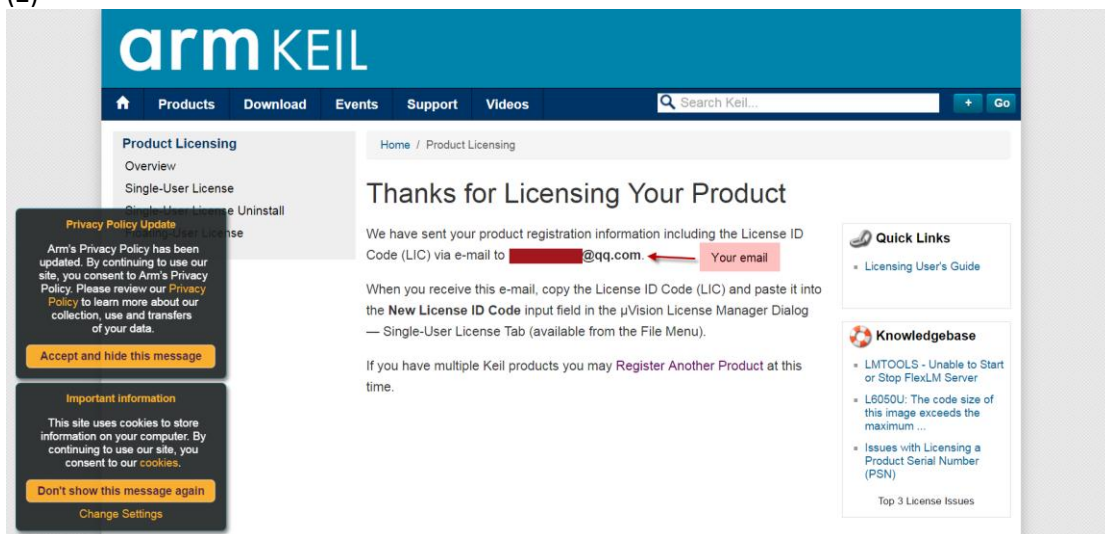 arm KEIL
Products Download Events Support Videos Search Keil... + Go
Product Licensing
Overview
Single-User License
Single-User License Uninstall
Floating-User License
Home / Product Licensing
Thanks for Licensing Your Product
We have sent your product registration information including the License ID
Code (LIC) via e-mail to @qq.com. Your email
When you receive this e-mail, copy the License ID Code (LIC) and paste it into
the New License ID Code input field in the µVision License Manager Dialog
— Single-User License Tab (available from the File Menu).
If you have multiple Keil products you may Register Another Product at this
time.
Quick Links
Licensing User's Guide
Knowledgebase
LMTOOLS - Unable to Start
or Stop FlexLM Server
L6050U: The code size of
this image exceeds the
maximum ...
Issues with Licensing a
Product Serial Number
(PSN)
Top 3 License Issues
Privacy Policy Update
Arm's Privacy Policy has been
updated. By continuing to use our
site, you consent to Arm's Privacy
Policy. Please review our Privacy
Policy to learn more about our
collection, use and transfers
of your data.
Accept and hide this message
Important information
This site uses cookies to store
information on your computer. By
continuing to use our site, you
consent to our cookies.
Don't show this message again
Change Settings